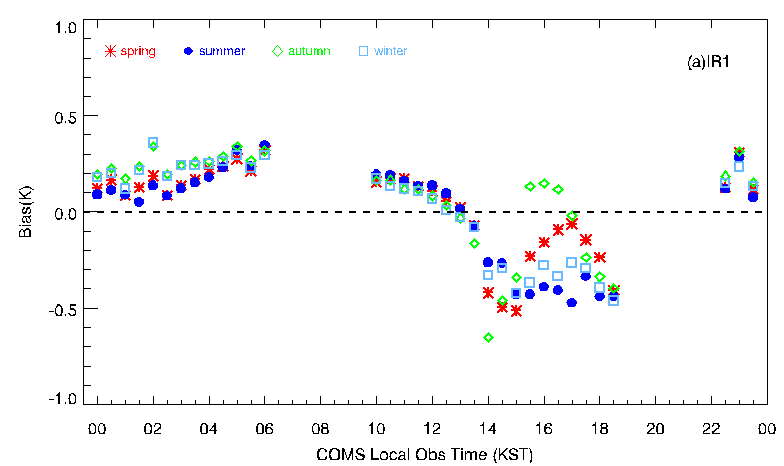 1.0
spring summer autumn winter
(a)IR1
0.5
Bias(K)
0.0
-0.5
-1.0
00 02 04 06 08 10 12 14 16 18 20 22 00
COMS Local Obs Time (KST)